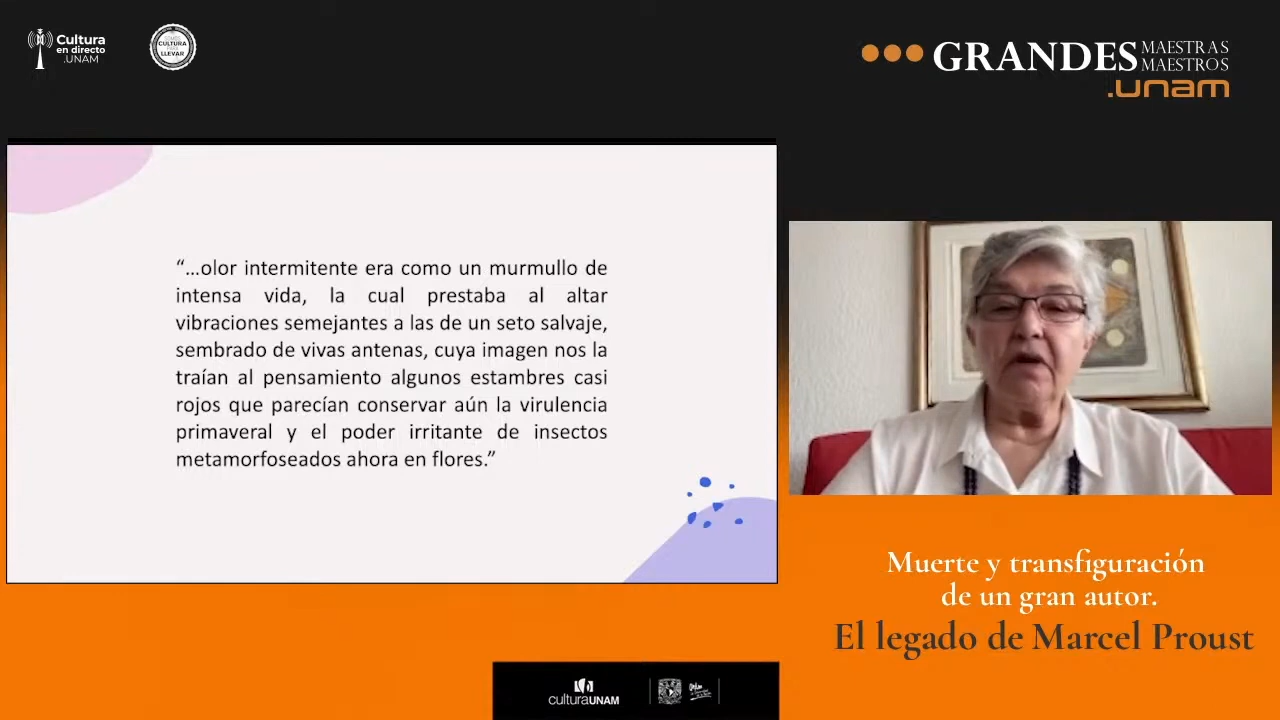 Cultura
en directo
.UNAM
CULTURA
LLEVAR
GRANDES
MAESTRAS
MAESTROS
.unam
“…olor intermitente era como un murmullo de
intensa vida, la cual prestaba al altar
vibraciones semejantes a las de un seto salvaje,
sembrado de vivas antenas, cuya imagen nos la
traían al pensamiento algunos estambres casi
rojos que parecían conservar aún la virulencia
primaveral y el poder irritante de insectos
metamorfoseados ahora en flores.”
Muerte y transfiguración
de un gran autor.
El legado de Marcel Proust
culturaUNAM